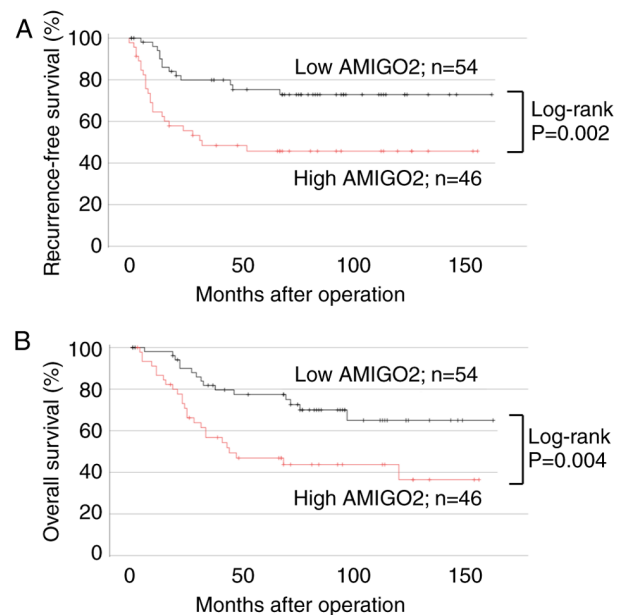 A
Recurrence-free survival (%)
100
80
60
40
20
0
Low AMIGO2; n=54
High AMIGO2; n=46
Log-rank
P=0.002
0 50 100 150
Months after operation
B
Overall survival (%)
100
80
60
40
20
0
Low AMIGO2; n=54
High AMIGO2; n=46
Log-rank
P=0.004
0 50 100 150
Months after operation